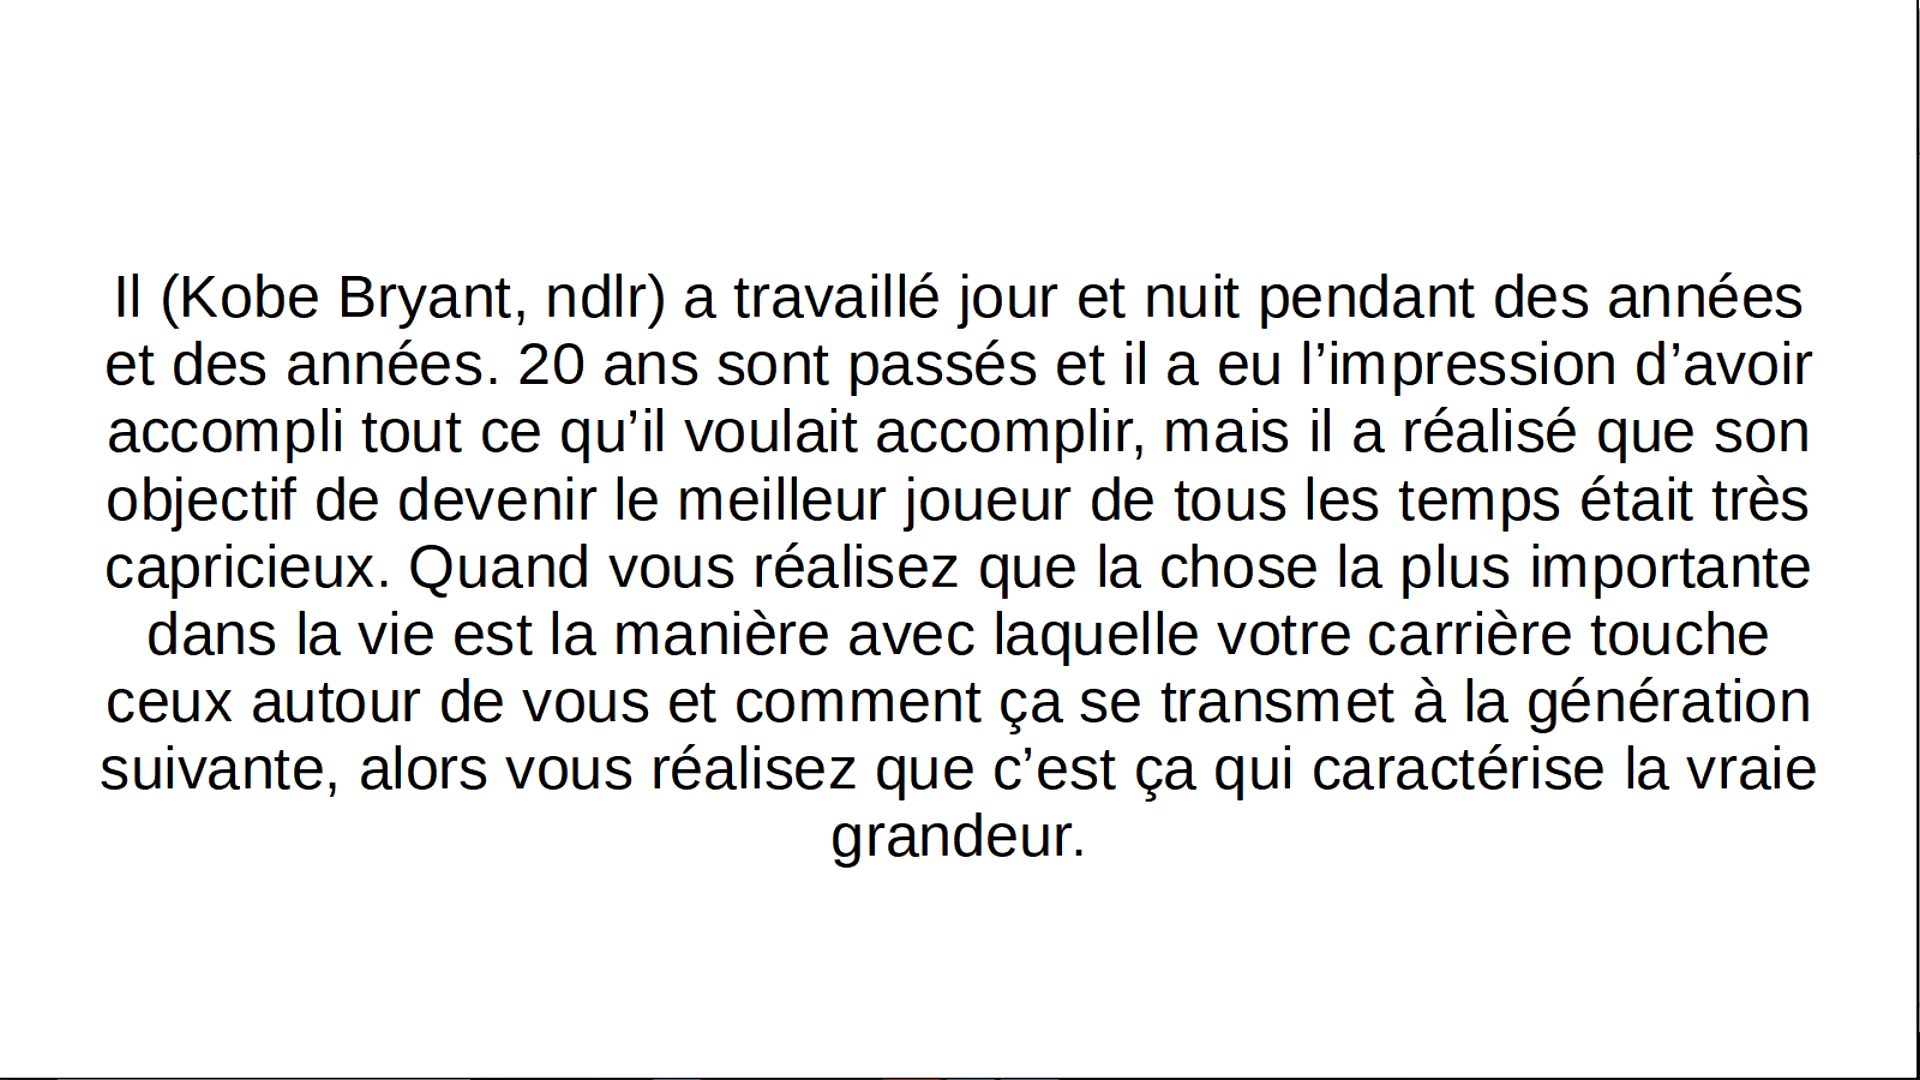 Il (Kobe Bryant, ndlr) a travaillé jour et nuit pendant des années
et des années. 20 ans sont passés et il a eu l’impression d’avoir
accompli tout ce qu’il voulait accomplir, mais il a réalisé que son
objectif de devenir le meilleur joueur de tous les temps était très
capricieux. Quand vous réalisez que la chose la plus importante
dans la vie est la manière avec laquelle votre carrière touche
ceux autour de vous et comment ça se transmet à la génération
suivante, alors vous réalisez que c’est ça qui caractérise la vraie
grandeur.